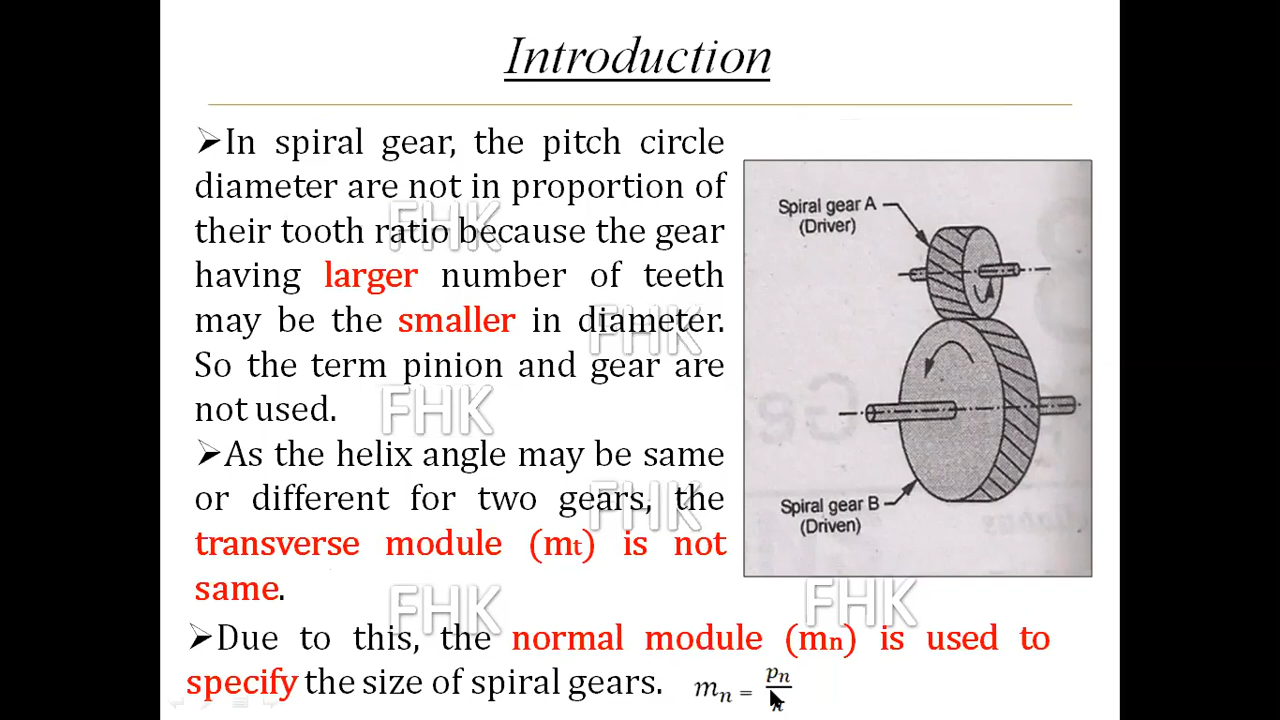 Introduction
➢In spiral gear, the pitch circle
diameter are not in proportion of
their tooth ratio because the gear
having larger number of teeth
may be the smaller in diameter.
So the term pinion and gear are
not used.
➢As the helix angle may be same
or different for two gears, the
transverse module (mt) is not
same.
➢Due to this, the normal module (mn) is used to
specify the size of spiral gears. mn = pn/π
Spiral gear A
(Driver)
Spiral gear B
(Driven)
FHK
FHK
FHK
FHK
FHK
FHK